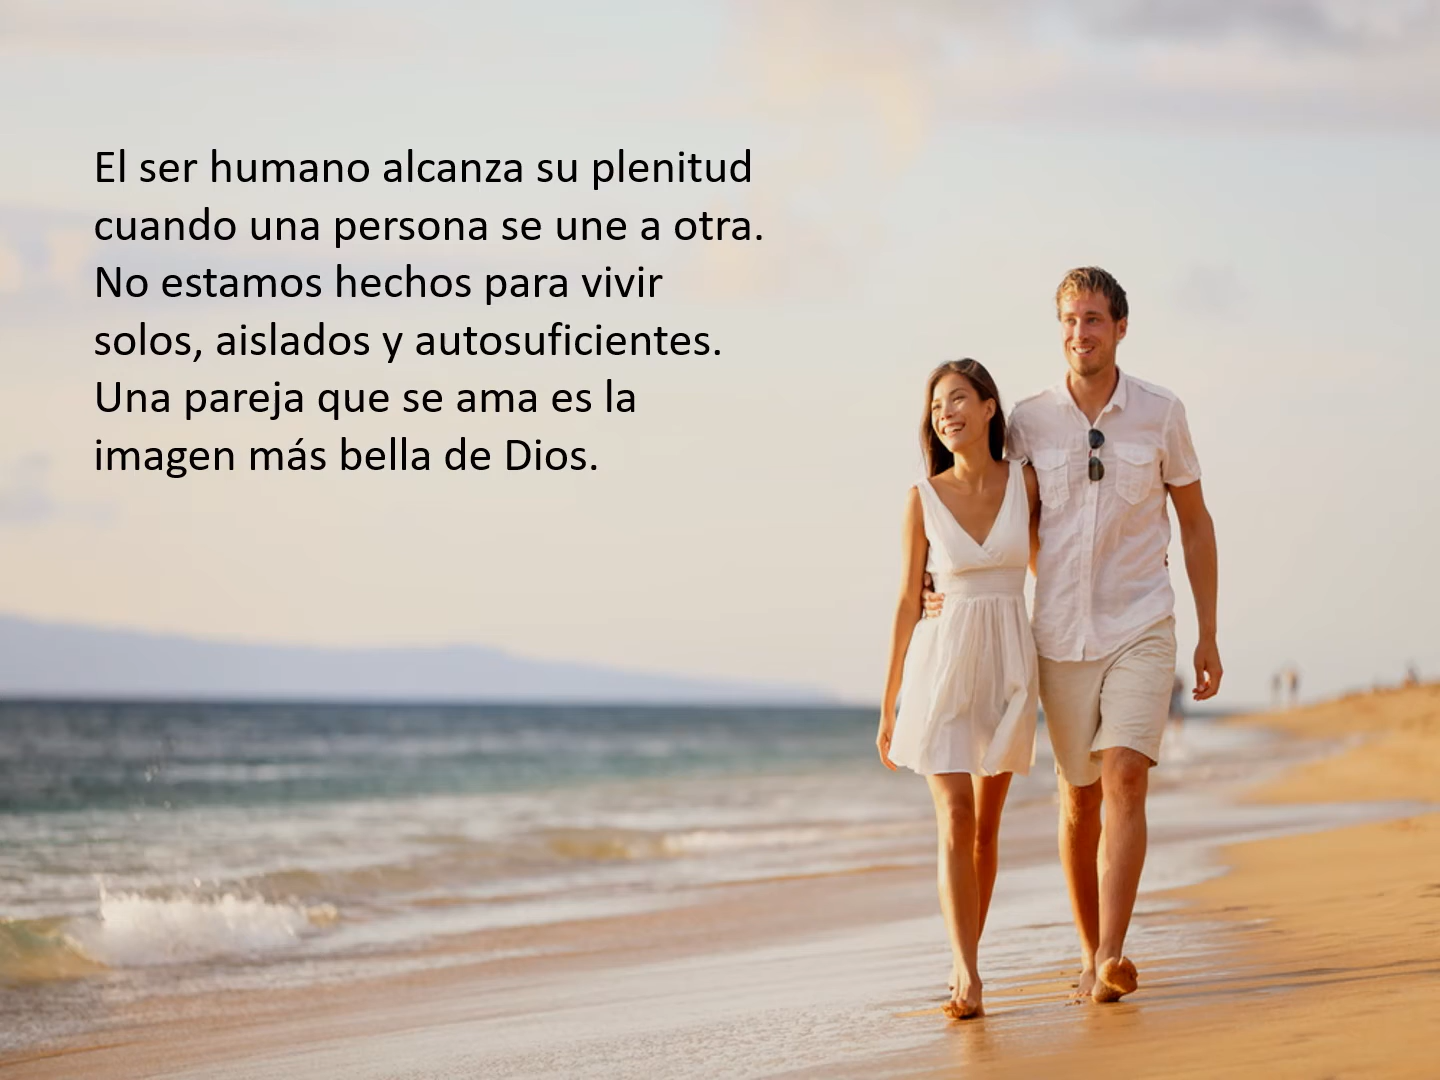 El ser humano alcanza su plenitud
cuando una persona se une a otra.
No estamos hechos para vivir
solos, aislados y autosuficientes.
Una pareja que se ama es la
imagen más bella de Dios.